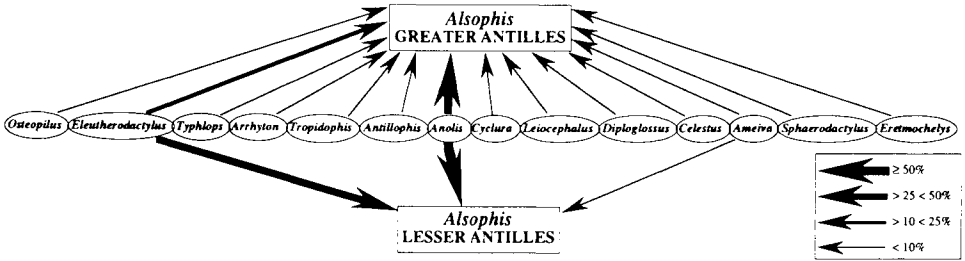 Alsophis
GREATER ANTILLES
Osteopilus Eleutherodactylus Typhlops Arrhyton Tropidophis Antillophis Anolis Cyclura Leiocephalus Diploglossus Celestus Ameiva Sphaerodactylus Eretmochelys
≥ 50%
> 25 < 50%
> 10 < 25%
< 10%
Alsophis
LESSER ANTILLES